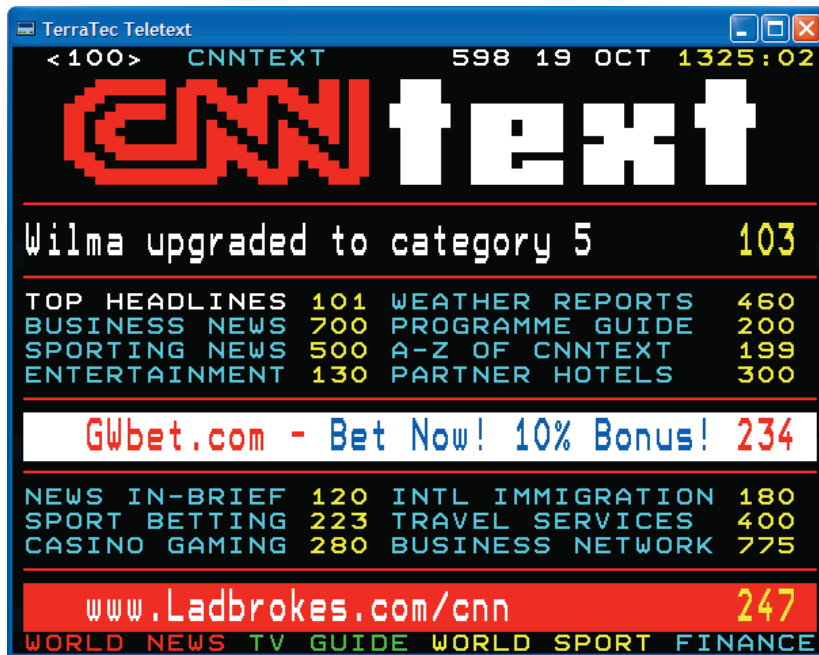 TerraTec Teletext
<100> CNNTEXT 598 19 OCT 1325:02
CNN text
Wilma upgraded to category 5 103
TOP HEADLINES 101 WEATHER REPORTS 460
BUSINESS NEWS 700 PROGRAMME GUIDE 200
SPORTING NEWS 500 A-Z OF CNNTEXT 199
ENTERTAINMENT 130 PARTNER HOTELS 300
GWbet.com - Bet Now! 10% Bonus! 234
NEWS IN-BRIEF 120 INTL IMMIGRATION 180
SPORT BETTING 223 TRAVEL SERVICES 400
CASINO GAMING 280 BUSINESS NETWORK 775
www.Ladbrokes.com/cnn 247
WORLD NEWS TV GUIDE WORLD SPORT FINANCE